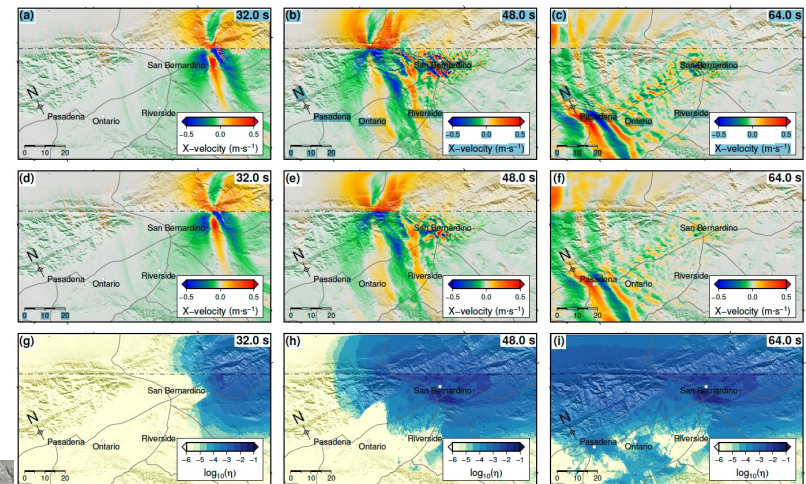 (a) 32.0 s
San Bernardino
N
Riverside
Pasadena Ontario
−0.5 0.0 0.5
X−velocity (m·s⁻¹)
0 10 20
(b) 48.0 s
San Bernardino
N
Riverside
Pasadena Ontario
−0.5 0.0 0.5
X−velocity (m·s⁻¹)
0 10 20
(c) 64.0 s
San Bernardino
N
Riverside
Pasadena Ontario
−0.5 0.0 0.5
X−velocity (m·s⁻¹)
0 10 20
(d) 32.0 s
San Bernardino
N
Riverside
Pasadena Ontario
−0.5 0.0 0.5
X−velocity (m·s⁻¹)
0 10 20
(e) 48.0 s
San Bernardino
N
Riverside
Pasadena Ontario
−0.5 0.0 0.5
X−velocity (m·s⁻¹)
0 10 20
(f) 64.0 s
San Bernardino
N
Riverside
Pasadena Ontario
−0.5 0.0 0.5
X−velocity (m·s⁻¹)
0 10 20
(g) 32.0 s
San Bernardino
N
Riverside
Pasadena Ontario
−6 −5 −4 −3 −2 −1
log₁₀(η)
0 10 20
(h) 48.0 s
San Bernardino
N
Riverside
Pasadena Ontario
−6 −5 −4 −3 −2 −1
log₁₀(η)
0 10 20
(i) 64.0 s
San Bernardino
N
Riverside
Pasadena Ontario
−6 −5 −4 −3 −2 −1
log₁₀(η)
0 10 20